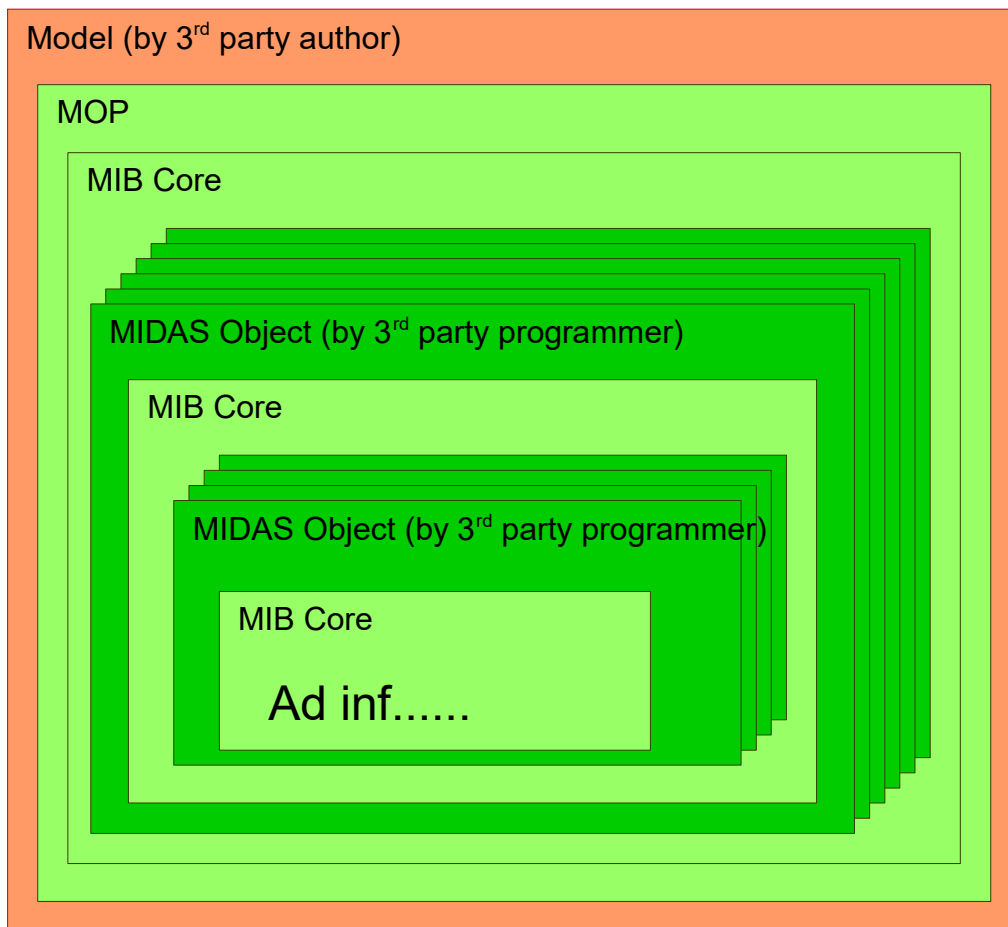 Model (by 3rd party author)
MOP
MIB Core
MIDAS Object (by 3rd party programmer)
MIB Core
MIDAS Object (by 3rd party programmer)
MIB Core
Ad inf......